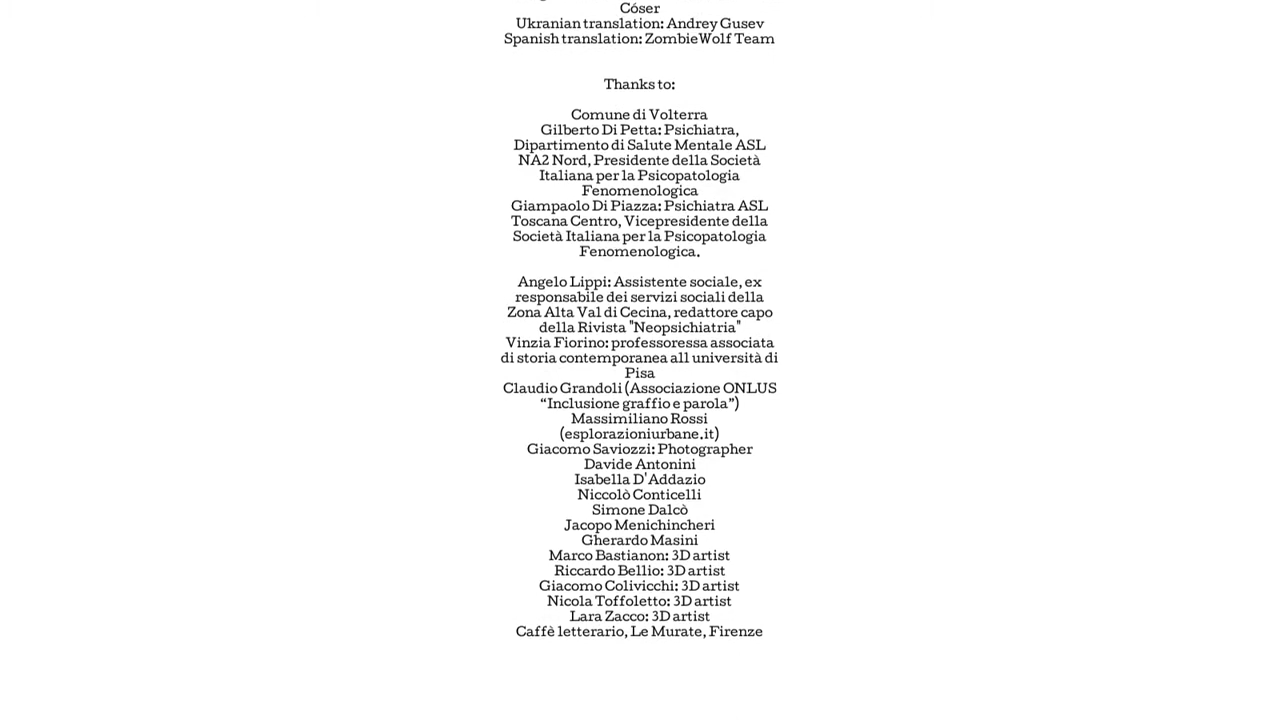 Cóser
Ukranian translation: Andrey Gusev
Spanish translation: ZombieWolf Team
Thanks to:
Comune di Volterra
Gilberto Di Petta: Psichiatra,
Dipartimento di Salute Mentale ASL
NA2 Nord, Presidente della Società
Italiana per la Psicopatologia
Fenomenologica
Giampaolo Di Piazza: Psichiatra ASL
Toscana Centro, Vicepresidente della
Società Italiana per la Psicopatologia
Fenomenologica.
Angelo Lippi: Assistente sociale, ex
responsabile dei servizi sociali della
Zona Alta Val di Cecina, redattore capo
della Rivista "Neopsichiatria"
Vinzia Fiorino: professoressa associata
di storia contemporanea all università di
Pisa
Claudio Grandoli (Associazione ONLUS
“Inclusione graffio e parola”)
Massimiliano Rossi
(esplorazioniurbane.it)
Giacomo Saviozzi: Photographer
Davide Antonini
Isabella D'Addazio
Niccolò Conticelli
Simone Dalcò
Jacopo Menichincheri
Gherardo Masini
Marco Bastianon: 3D artist
Riccardo Bellio: 3D artist
Giacomo Colivicchi: 3D artist
Nicola Toffoletto: 3D artist
Lara Zacco: 3D artist
Caffè letterario, Le Murate, Firenze